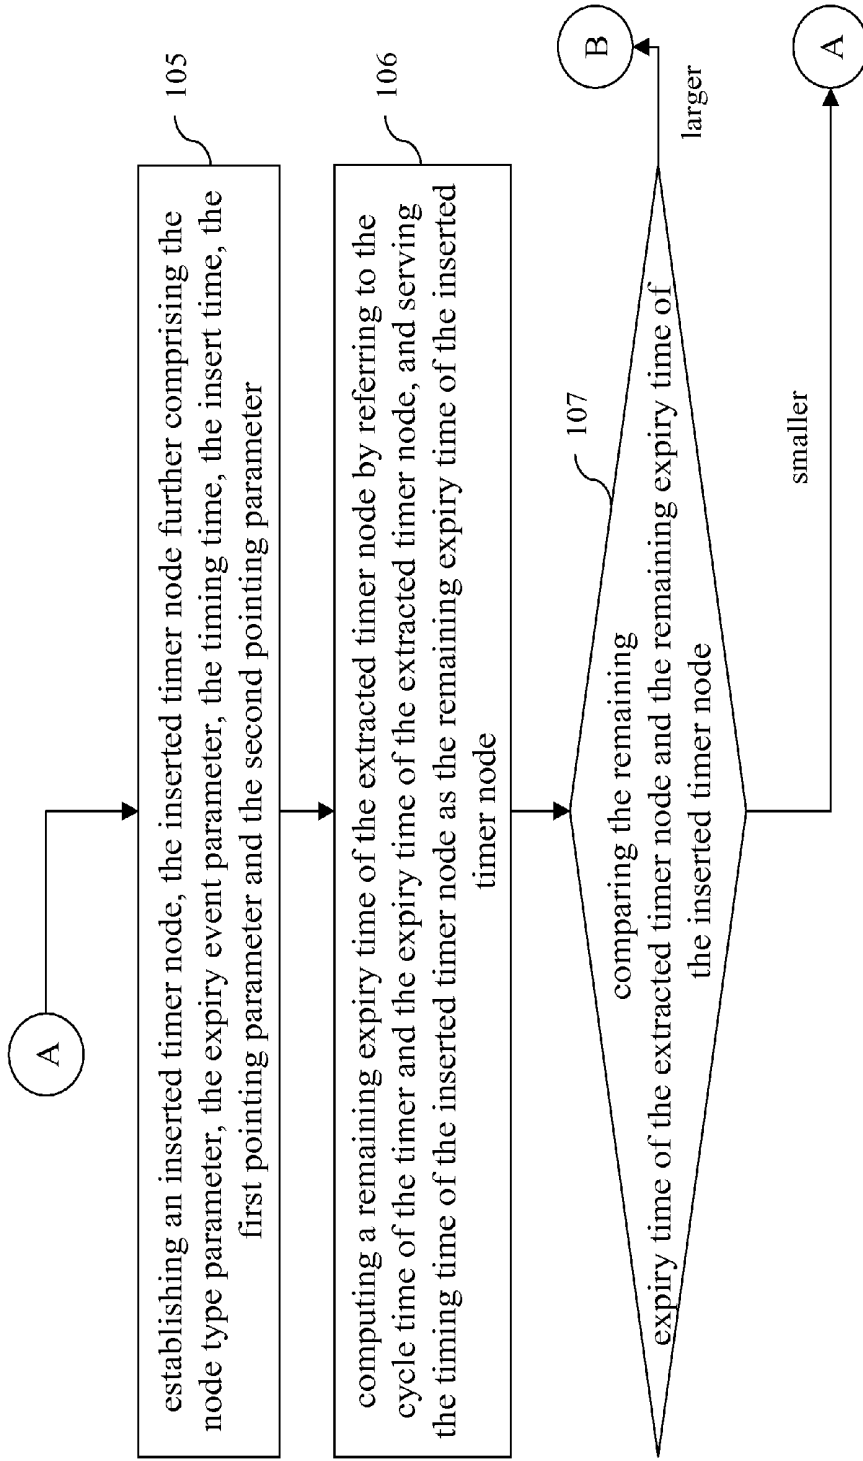 A
105
establishing an inserted timer node, the inserted timer node further comprising the
node type parameter, the expiry event parameter, the timing time, the insert time, the
first pointing parameter and the second pointing parameter
106
computing a remaining expiry time of the extracted timer node by referring to the
cycle time of the timer and the expiry time of the extracted timer node, and serving
the timing time of the inserted timer node as the remaining expiry time of the inserted
timer node
107
comparing the remaining
expiry time of the extracted timer node and the remaining expiry time of
the inserted timer node
larger
B
smaller
A